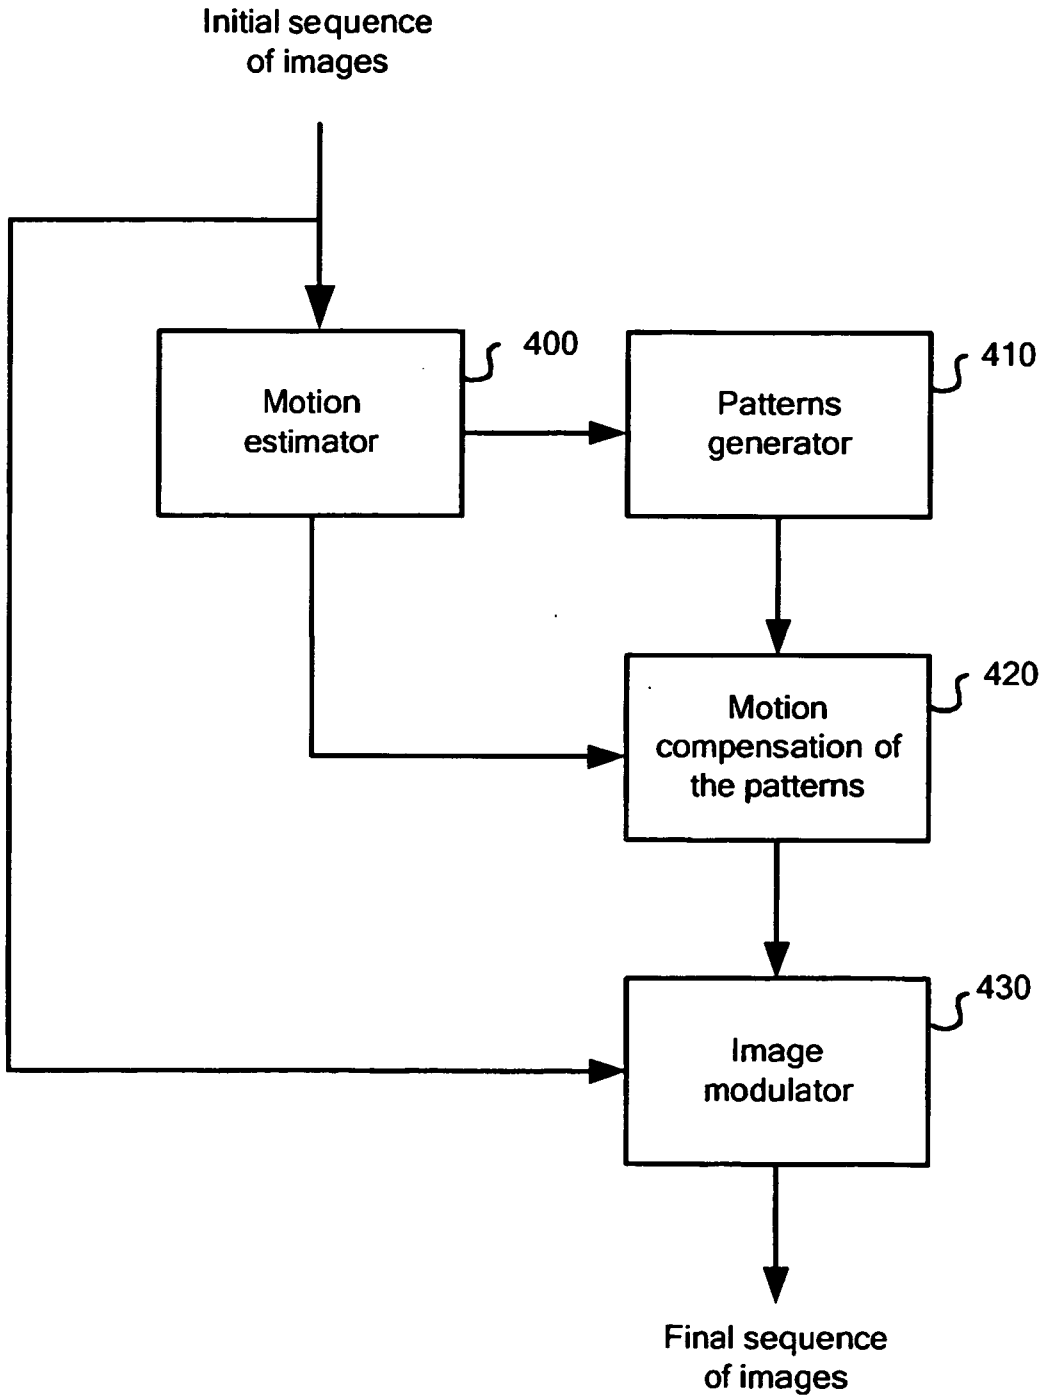 Initial sequence
of images
400
Motion
estimator
410
Patterns
generator
420
Motion
compensation of
the patterns
430
Image
modulator
Final sequence
of images